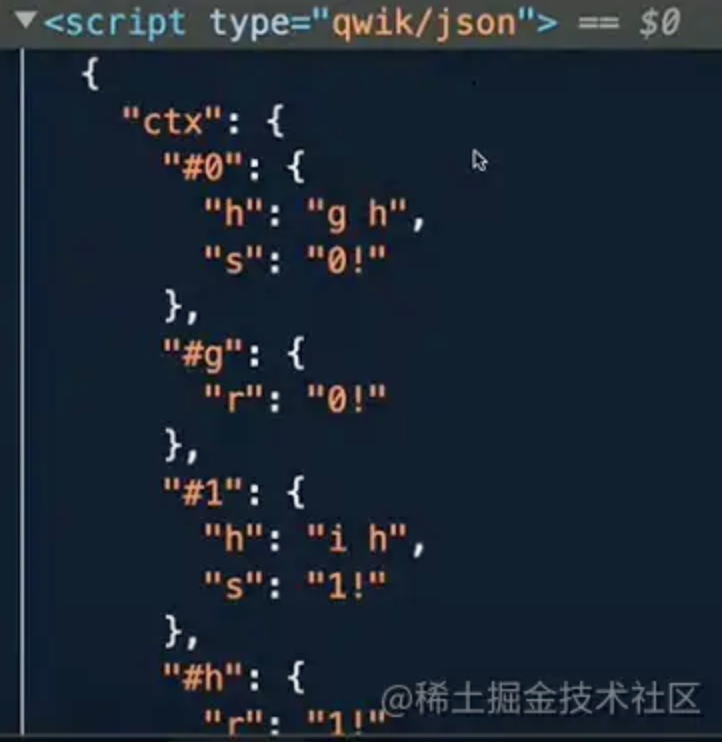 ▼<script type="qwik/json"> == $0
{
"ctx": {
"#0": {
"h": "g h",
"s": "0!"
},
"#g": {
"r": "0!"
},
"#1": {
"h": "i h",
"s": "1!"
},
"#h": {
"r": "1!"
@稀土掘金技术社区